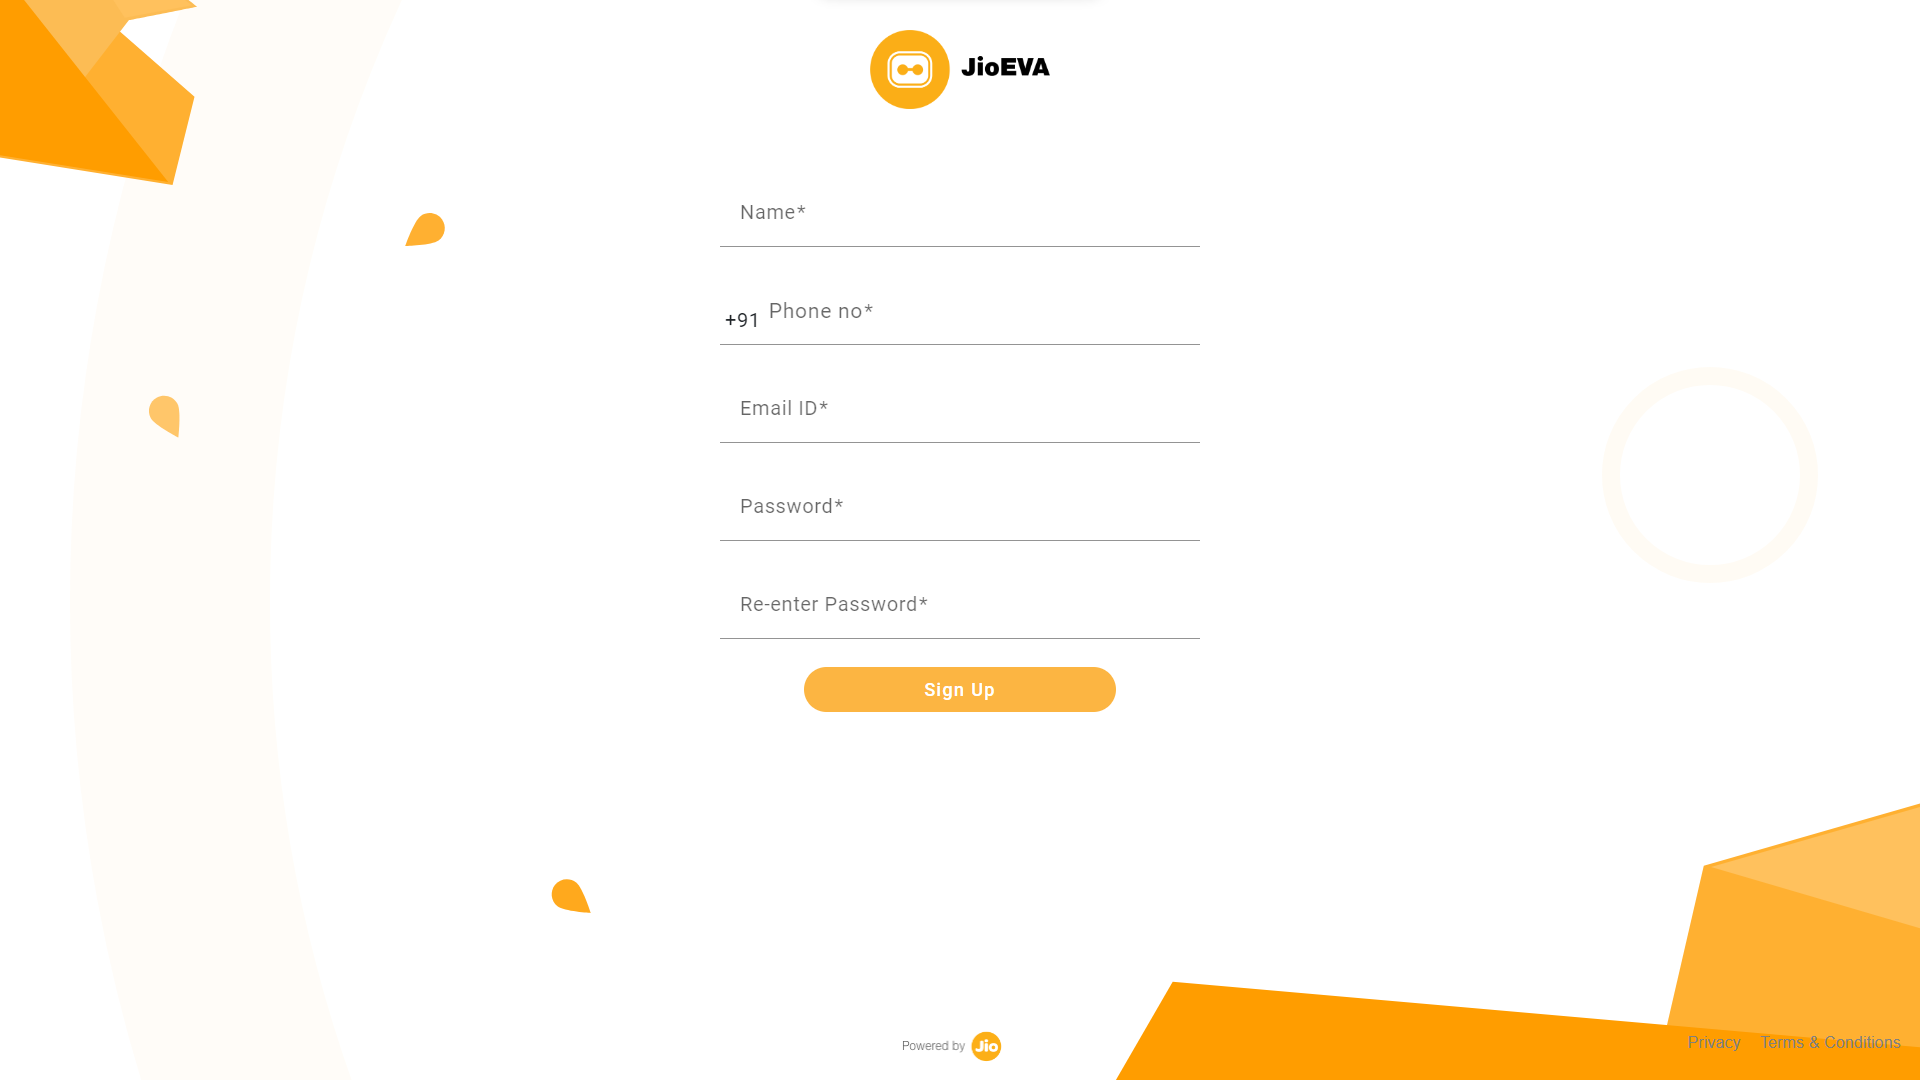 JioEVA
Name*
+91 Phone no*
Email ID*
Password*
Re-enter Password*
Sign Up
Powered by Jio
Privacy Terms & Conditions